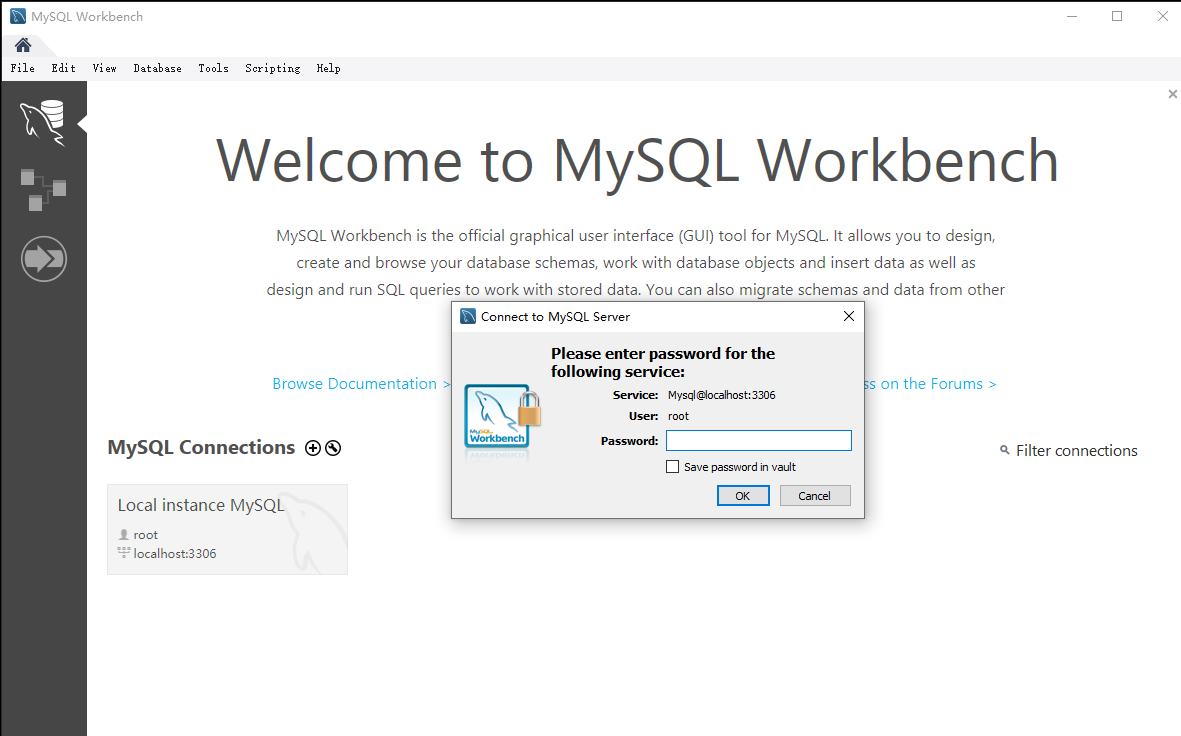 MySQL Workbench
File Edit View Database Tools Scripting Help
Welcome to MySQL Workbench
MySQL Workbench is the official graphical user interface (GUI) tool for MySQL. It allows you to design,
create and browse your database schemas, work with database objects and insert data as well as
design and run SQL queries to work with stored data. You can also migrate schemas and data from other
Connect to MySQL Server
Please enter password for the
following service:
Service: Mysql@localhost:3306
User: root
Password:
Save password in vault
OK Cancel
MySQL
Workbench
Browse Documentation >
on the Forums >
MySQL Connections
Filter connections
Local instance MySQL
root
localhost:3306